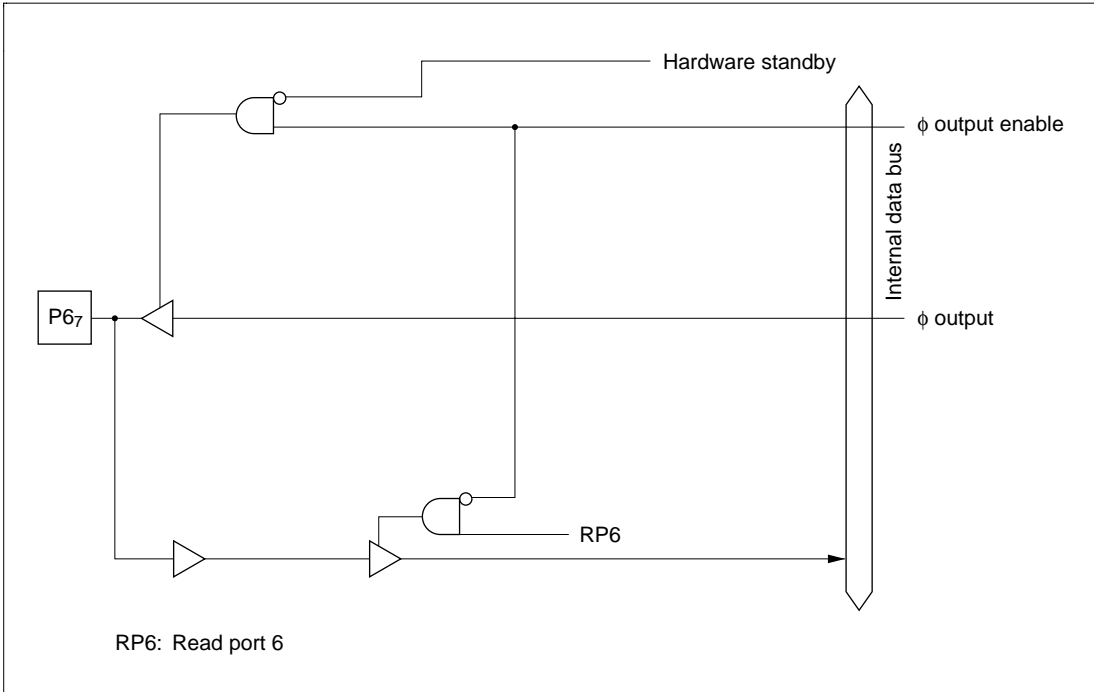 Hardware standby
ϕ output enable
Internal data bus
P6₇
ϕ output
RP6
RP6: Read port 6